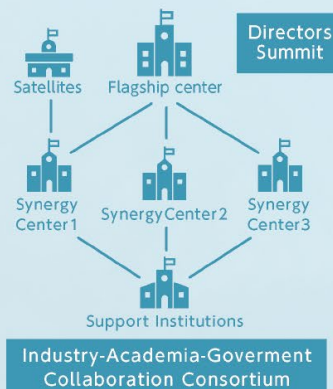 Directors
Summit
Satellites
Flagship center
Synergy
Center1
SynergyCenter2
Synergy
Center3
Support Institutions
Industry-Academia-Goverment
Collaboration Consortium